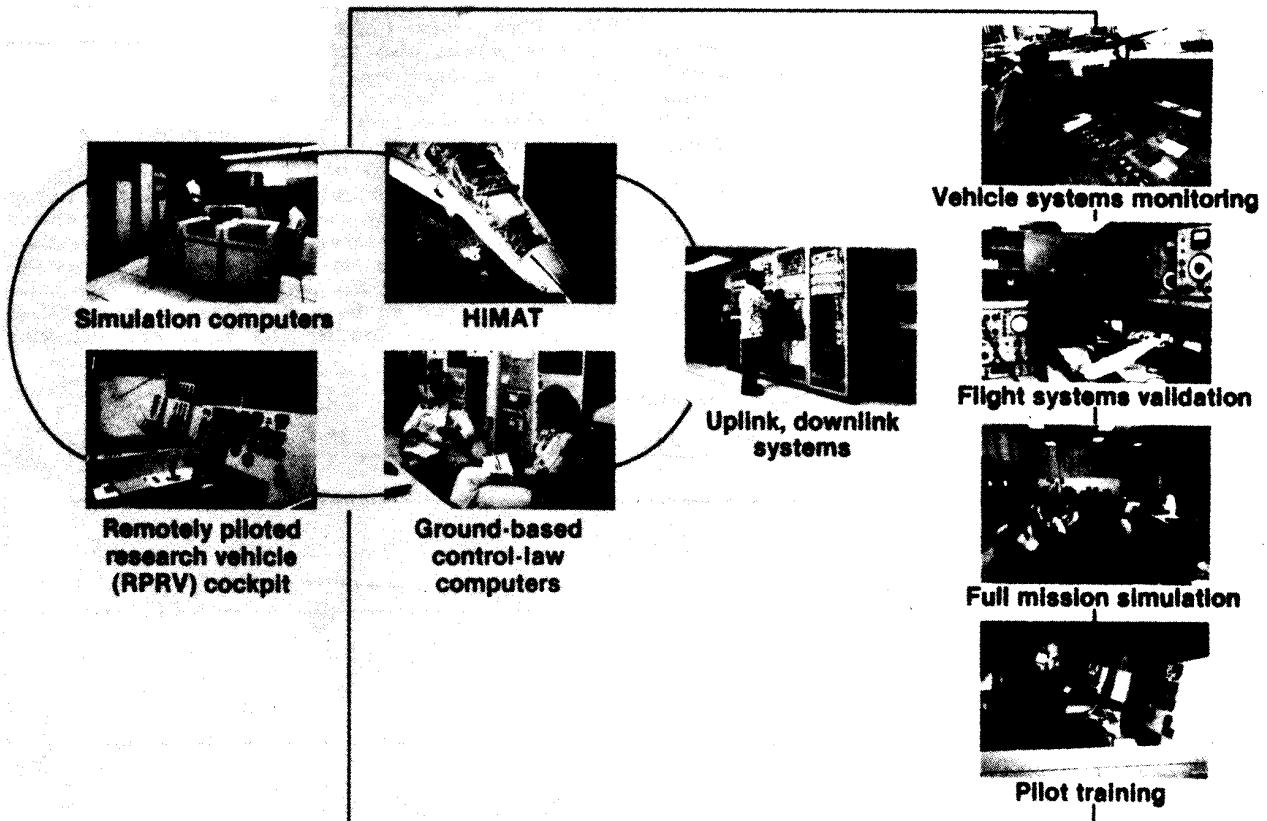 Vehicle systems monitoring
Simulation computers
HiMAT
Flight systems validation
Uplink, downlink
systems
Remotely piloted
research vehicle
(RPRV) cockpit
Ground-based
control-law
computers
Full mission simulation
Pilot training